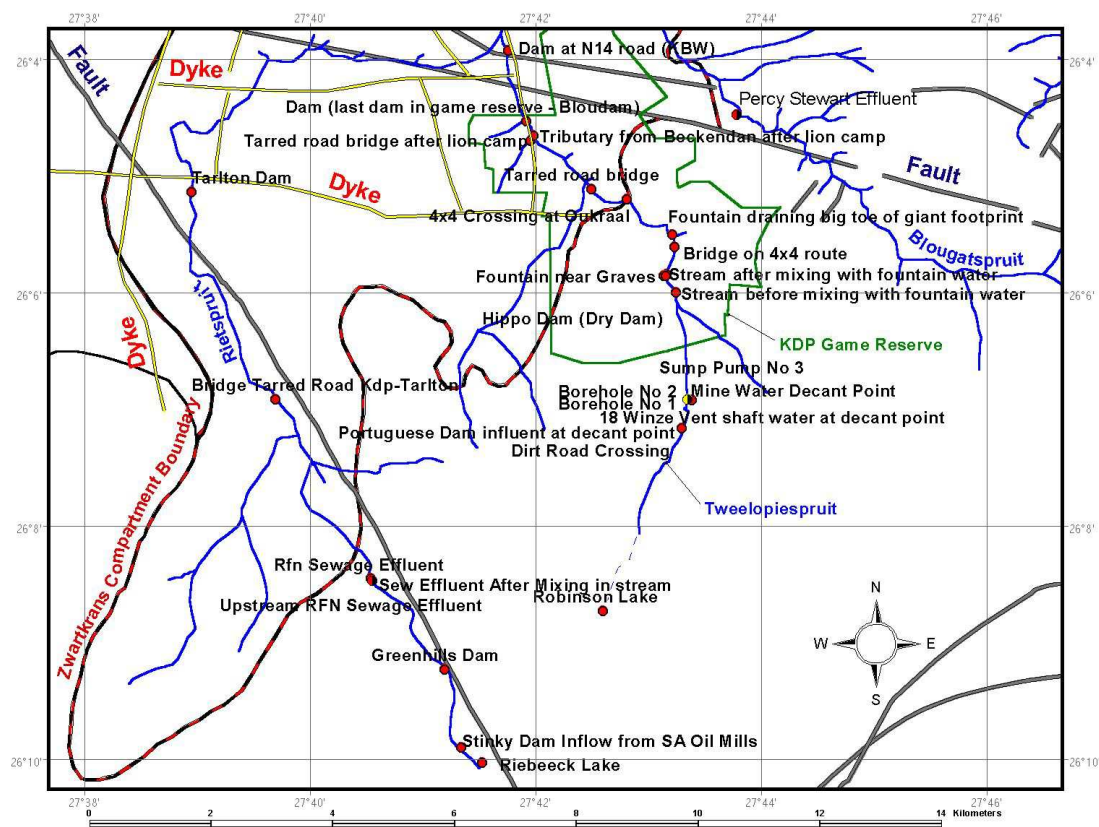 27°38' 27°40' 27°42' 27°44' 27°46'
26°4' 26°4'
Dam at N14 road (KBW)
Fault
Dyke
Dam (last dam in game reserve - Bloudam)
Percy Stewart Effluent
Tarred road bridge after lion camp
Tributary from Beckendan after lion camp
Tarlton Dam
Dyke
Tarred road bridge
Fault
4x4 Crossing at Oukraal
Fountain draining big toe of giant footprint
Blougatspruit
Bridge on 4x4 route
Fountain near Graves
Stream after mixing with fountain water
26°6' 26°6'
Stream before mixing with fountain water
Rietspruit
Hippo Dam (Dry Dam)
Dyke
KDP Game Reserve
Sump Pump No 3
Bridge Tarred Road Kdp-Tarlton
Borehole No 2
Mine Water Decant Point
Borehole No 1
18 Winze Vent shaft water at decant point
Portuguese Dam influent at decant point
Dirt Road Crossing
Zwartkrans Compartment Boundary
Tweelopiespruit
26°8' 26°8'
Rfn Sewage Effluent
Sew Effluent After Mixing in stream
Robinson Lake
Upstream RFN Sewage Effluent
N
W E
S
Greenhills Dam
Stinky Dam Inflow from SA Oil Mills
Riebeeck Lake
26°10' 26°10'
27°38' 27°40' 27°42' 27°44' 27°46'
0 2 4 6 8 10 12 14 Kilometers